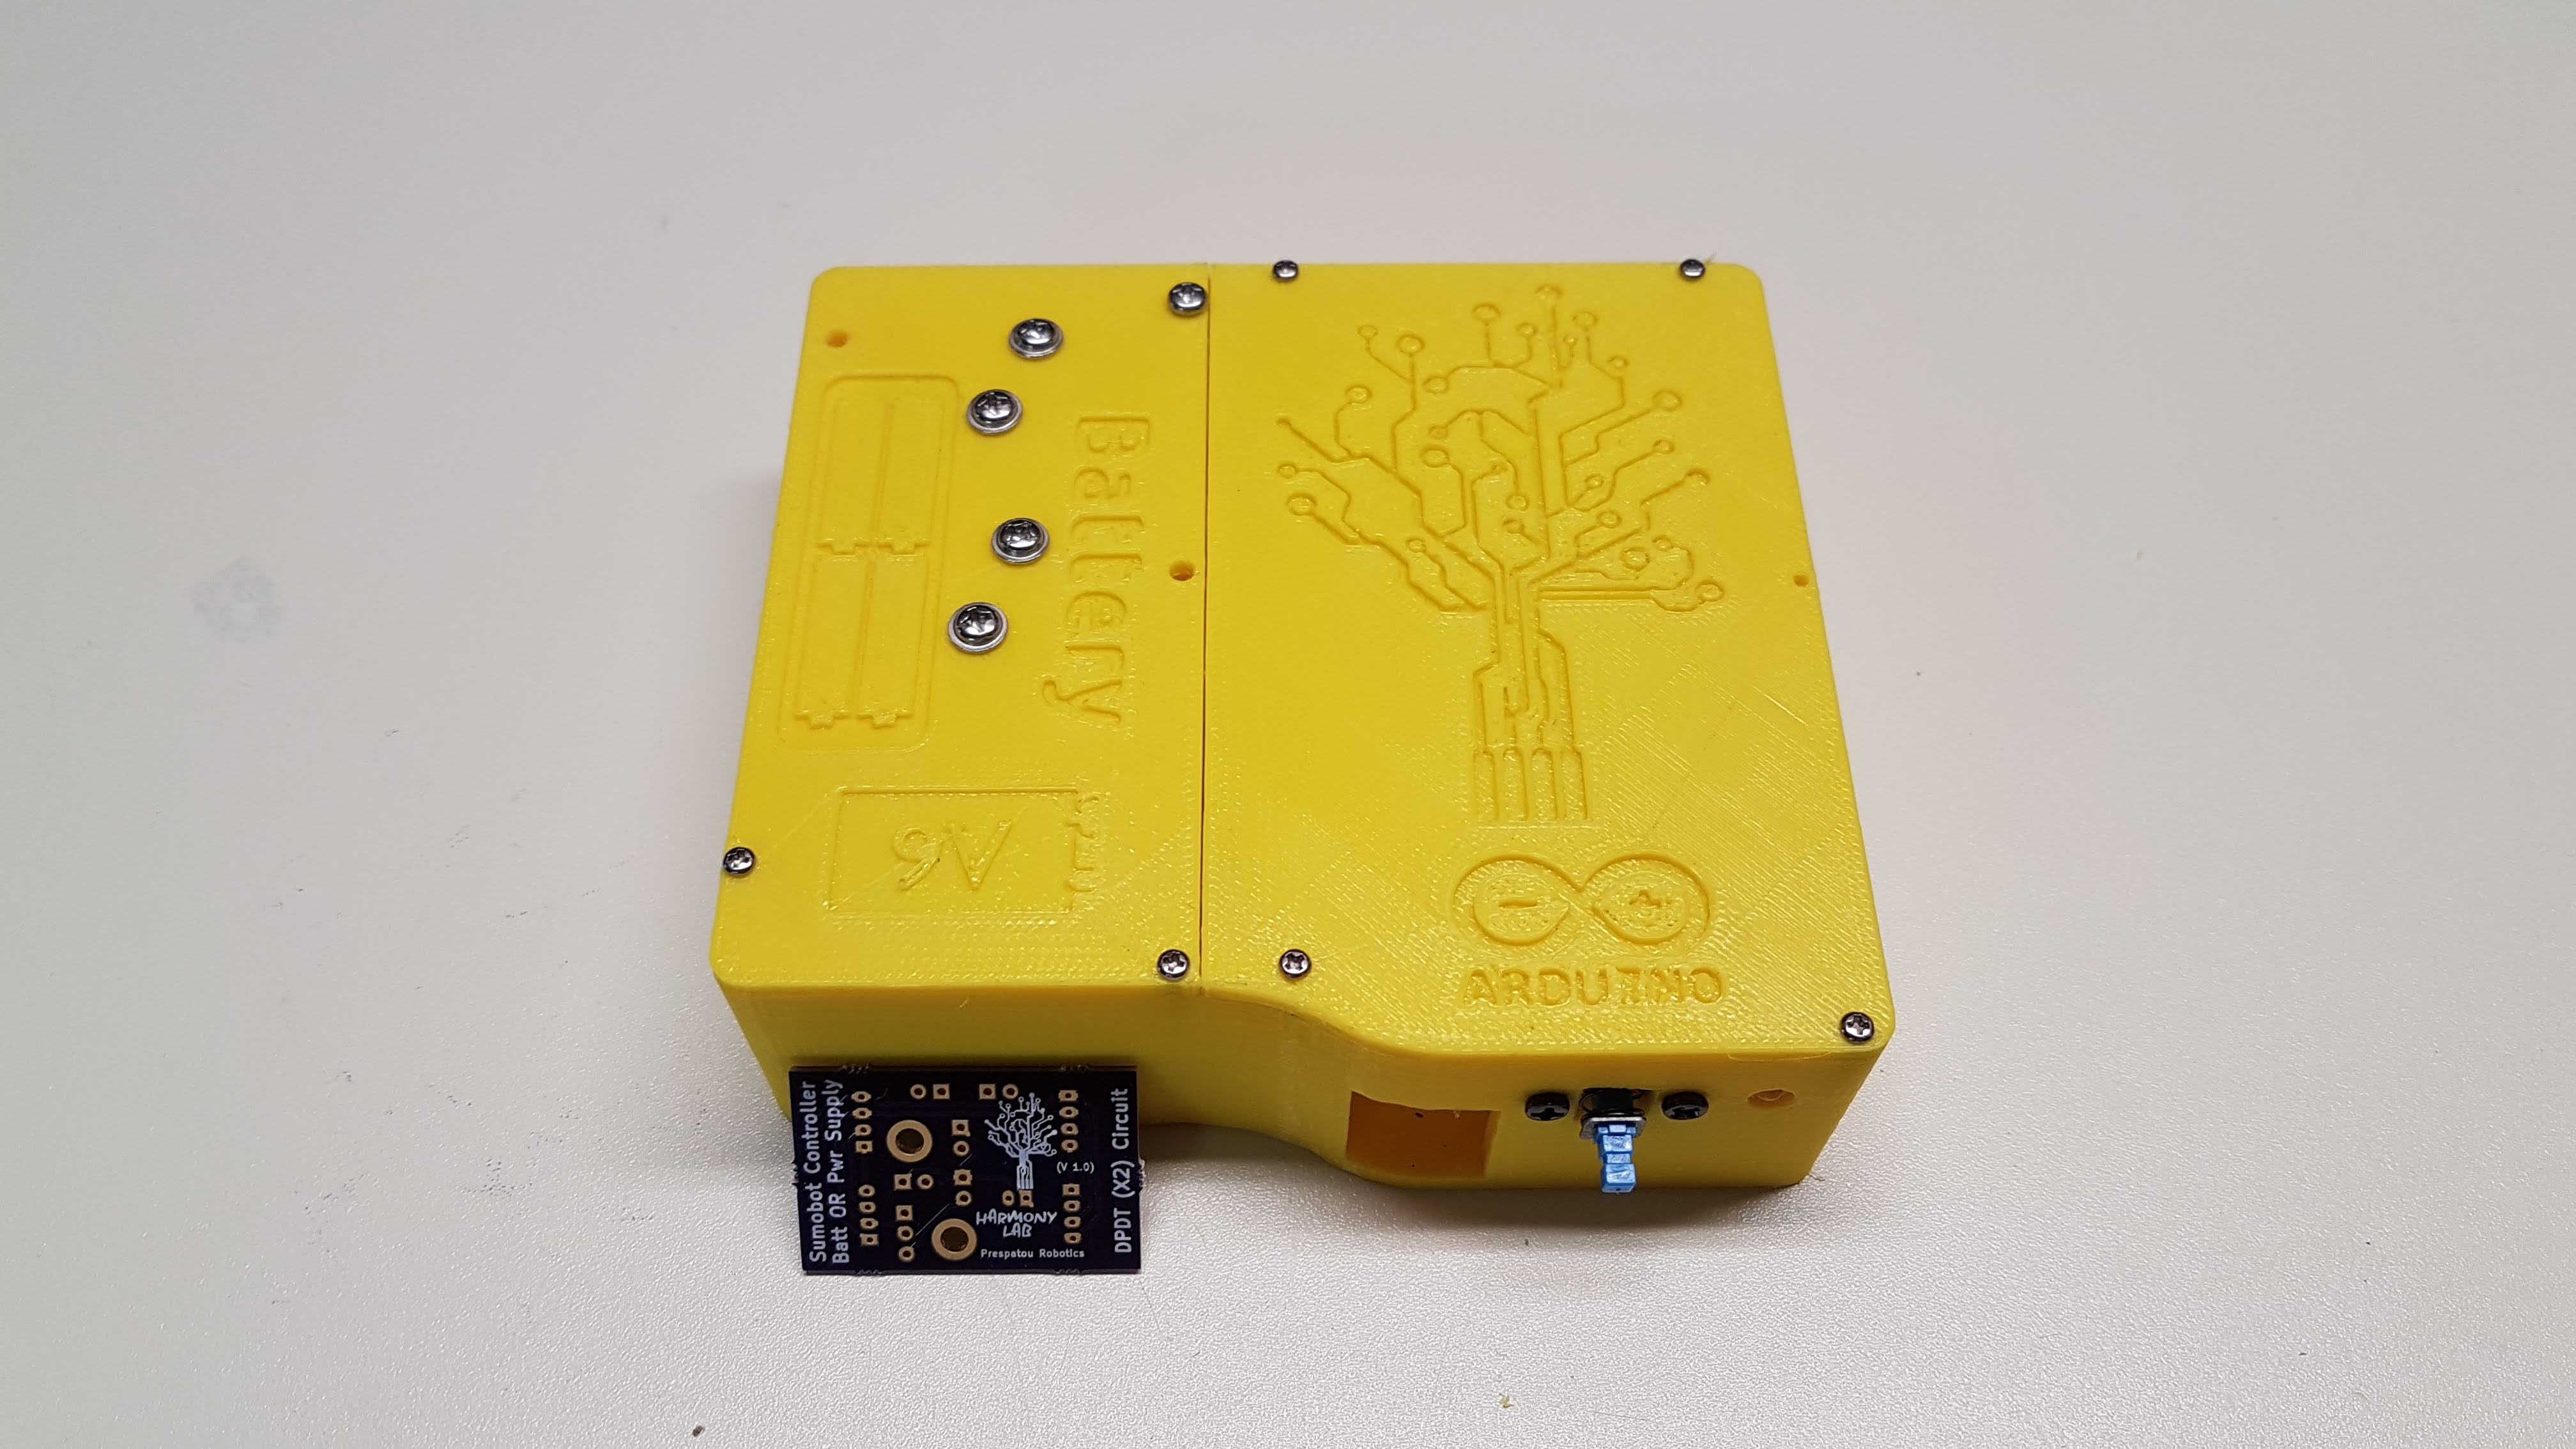 Battery
9V
ARDUINO
Sumobot Controller
Batt OR Pwr Supply
(V 1.0)
HARMONY
LAB
Prespatou Robotics
DPDT (X2) Circuit